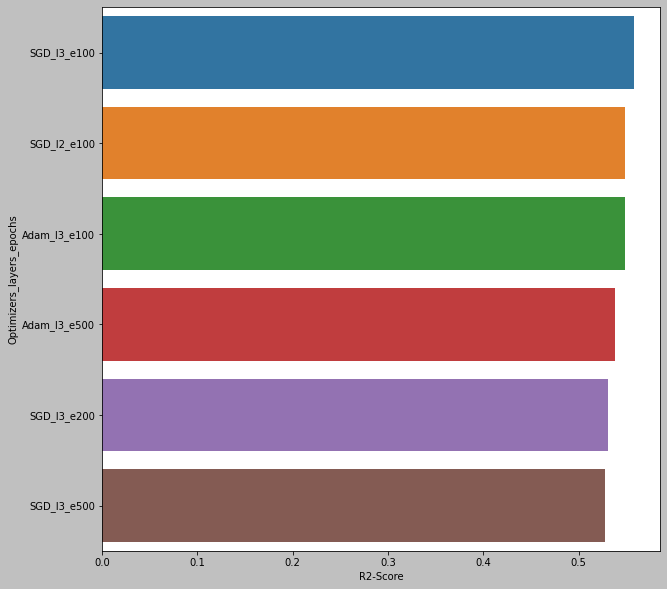 SGD_l3_e100
SGD_l2_e100
Adam_l3_e100
Adam_l3_e500
SGD_l3_e200
SGD_l3_e500
Optimizers_layers_epochs
0.0 0.1 0.2 0.3 0.4 0.5
R2-Score